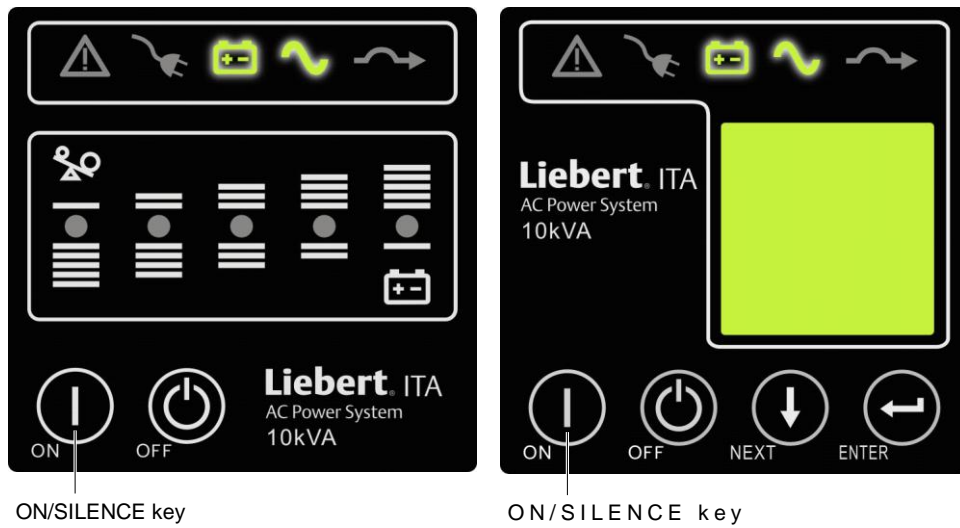 Liebert® ITA
AC Power System
10kVA
ON OFF
Liebert® ITA
AC Power System
10kVA
ON OFF NEXT ENTER
ON/SILENCE key
ON/SILENCE key